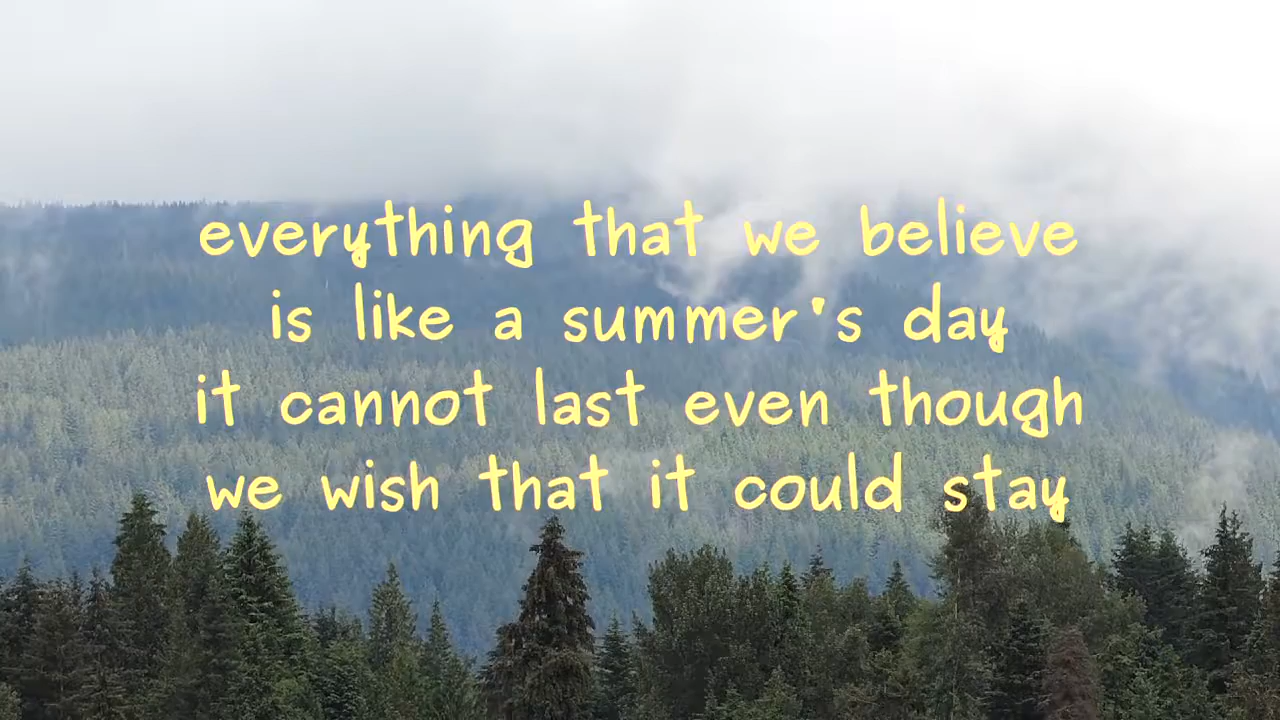 everything that we believe
is like a summer's day
it cannot last even though
we wish that it could stay